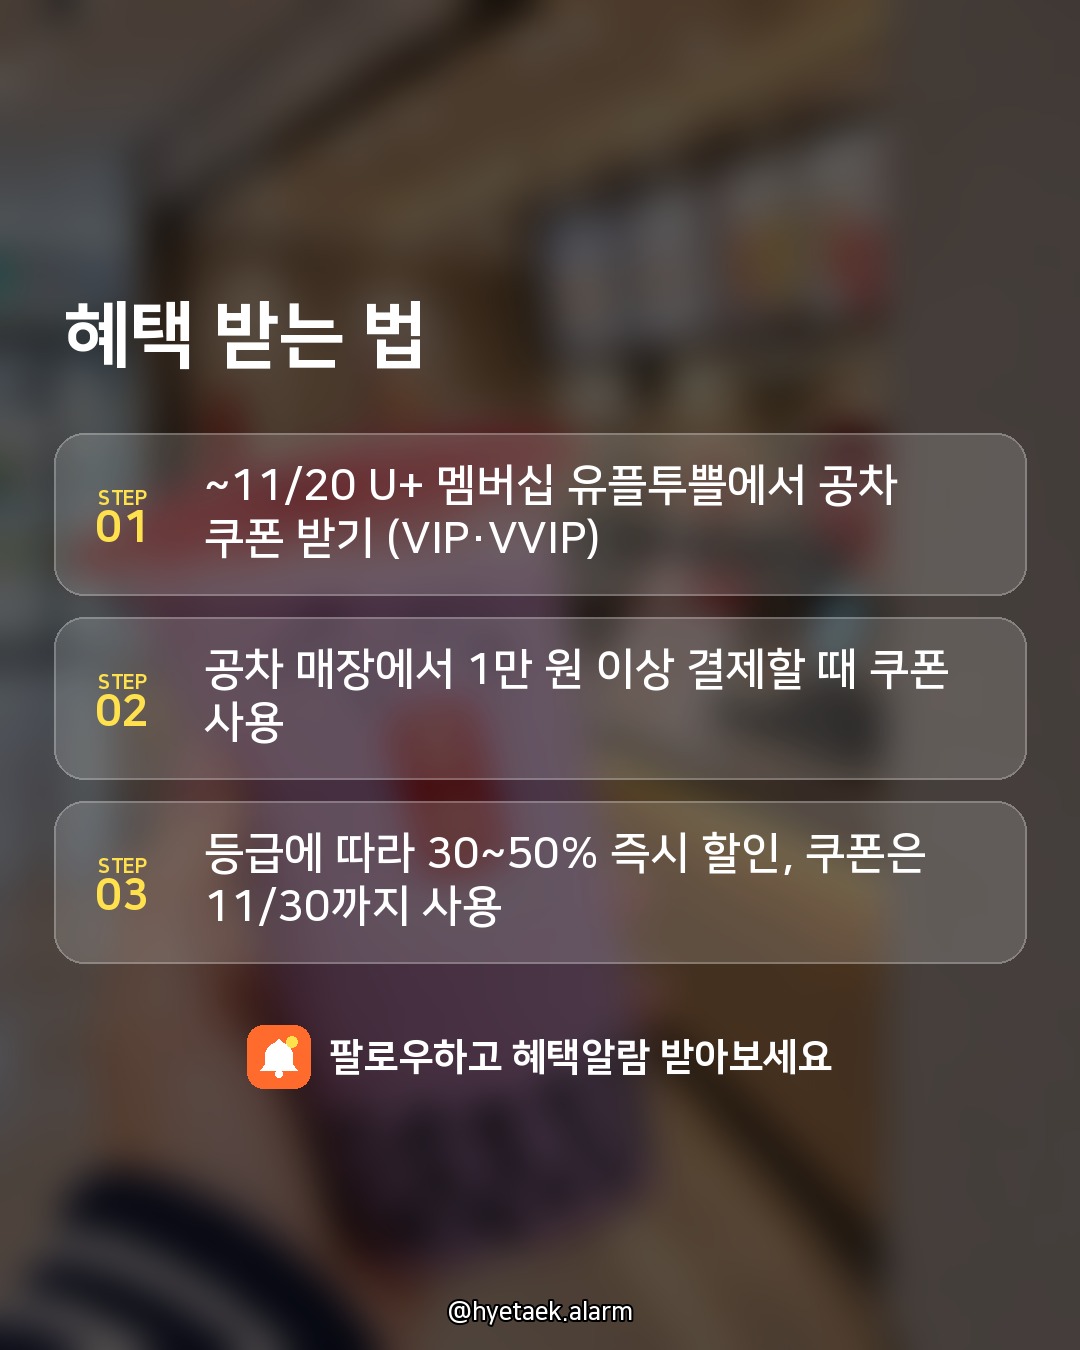 혜택 받는 법
STEP
01
~11/20 U+ 멤버십 유플투쁠에서 공차
쿠폰 받기 (VIP·VVIP)
STEP
02
공차 매장에서 1만 원 이상 결제할 때 쿠폰
사용
STEP
03
등급에 따라 30~50% 즉시 할인, 쿠폰은
11/30까지 사용
팔로우하고 혜택알람 받아보세요
@hyetaek.alarm